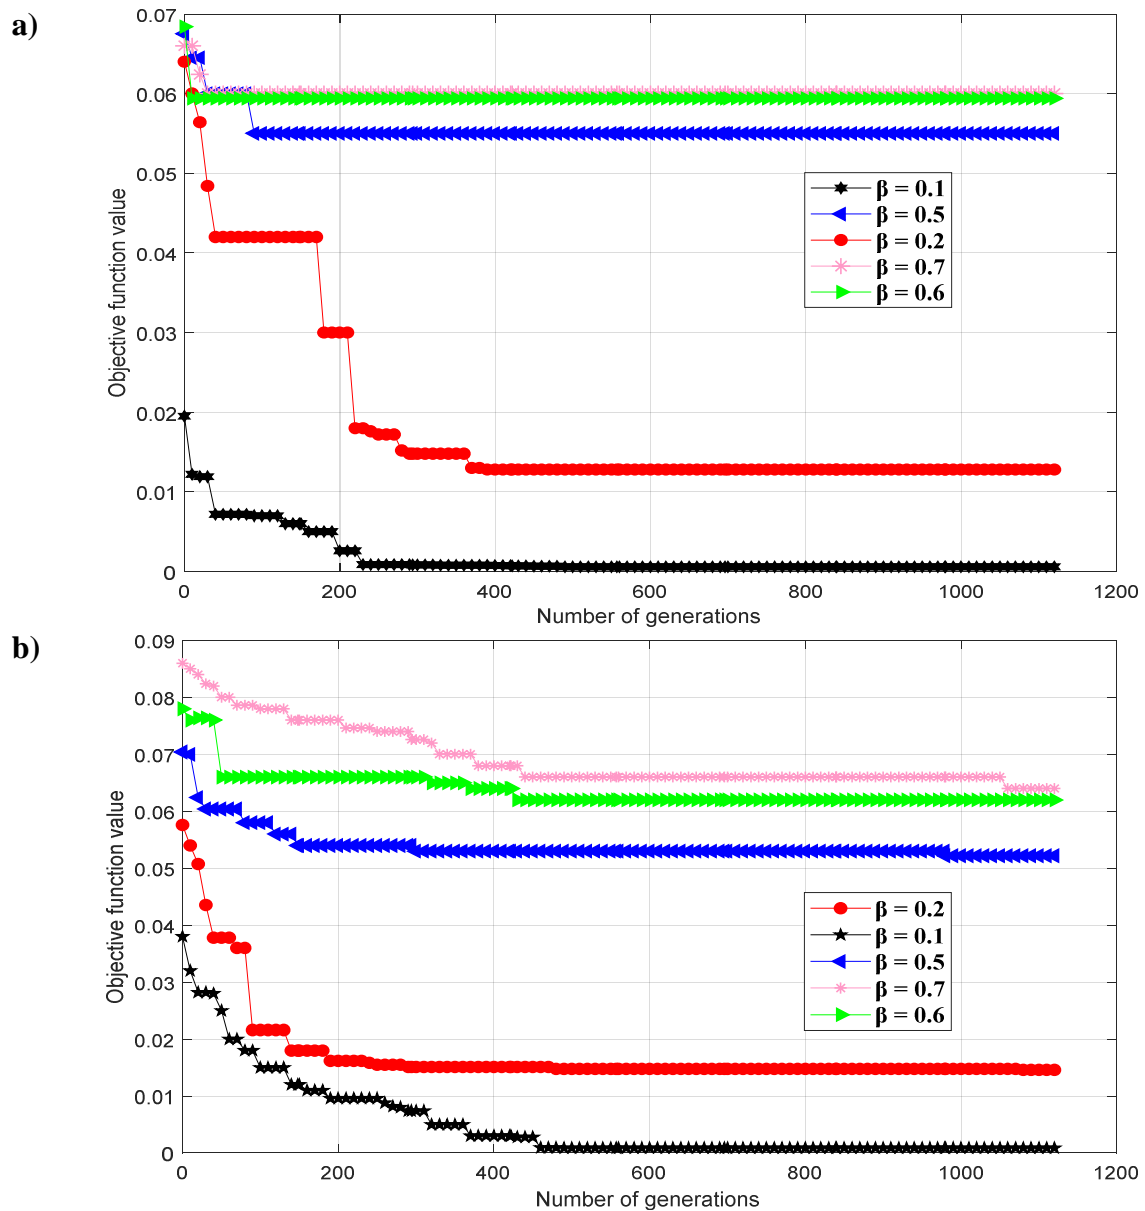 a)
0.07
0.06
0.05
0.04
0.03
0.02
0.01
0
Objective function value
β = 0.1
β = 0.5
β = 0.2
β = 0.7
β = 0.6
0 200 400 600 800 1000 1200
Number of generations
b)
0.09
0.08
0.07
0.06
0.05
0.04
0.03
0.02
0.01
0
Objective function value
β = 0.2
β = 0.1
β = 0.5
β = 0.7
β = 0.6
0 200 400 600 800 1000 1200
Number of generations